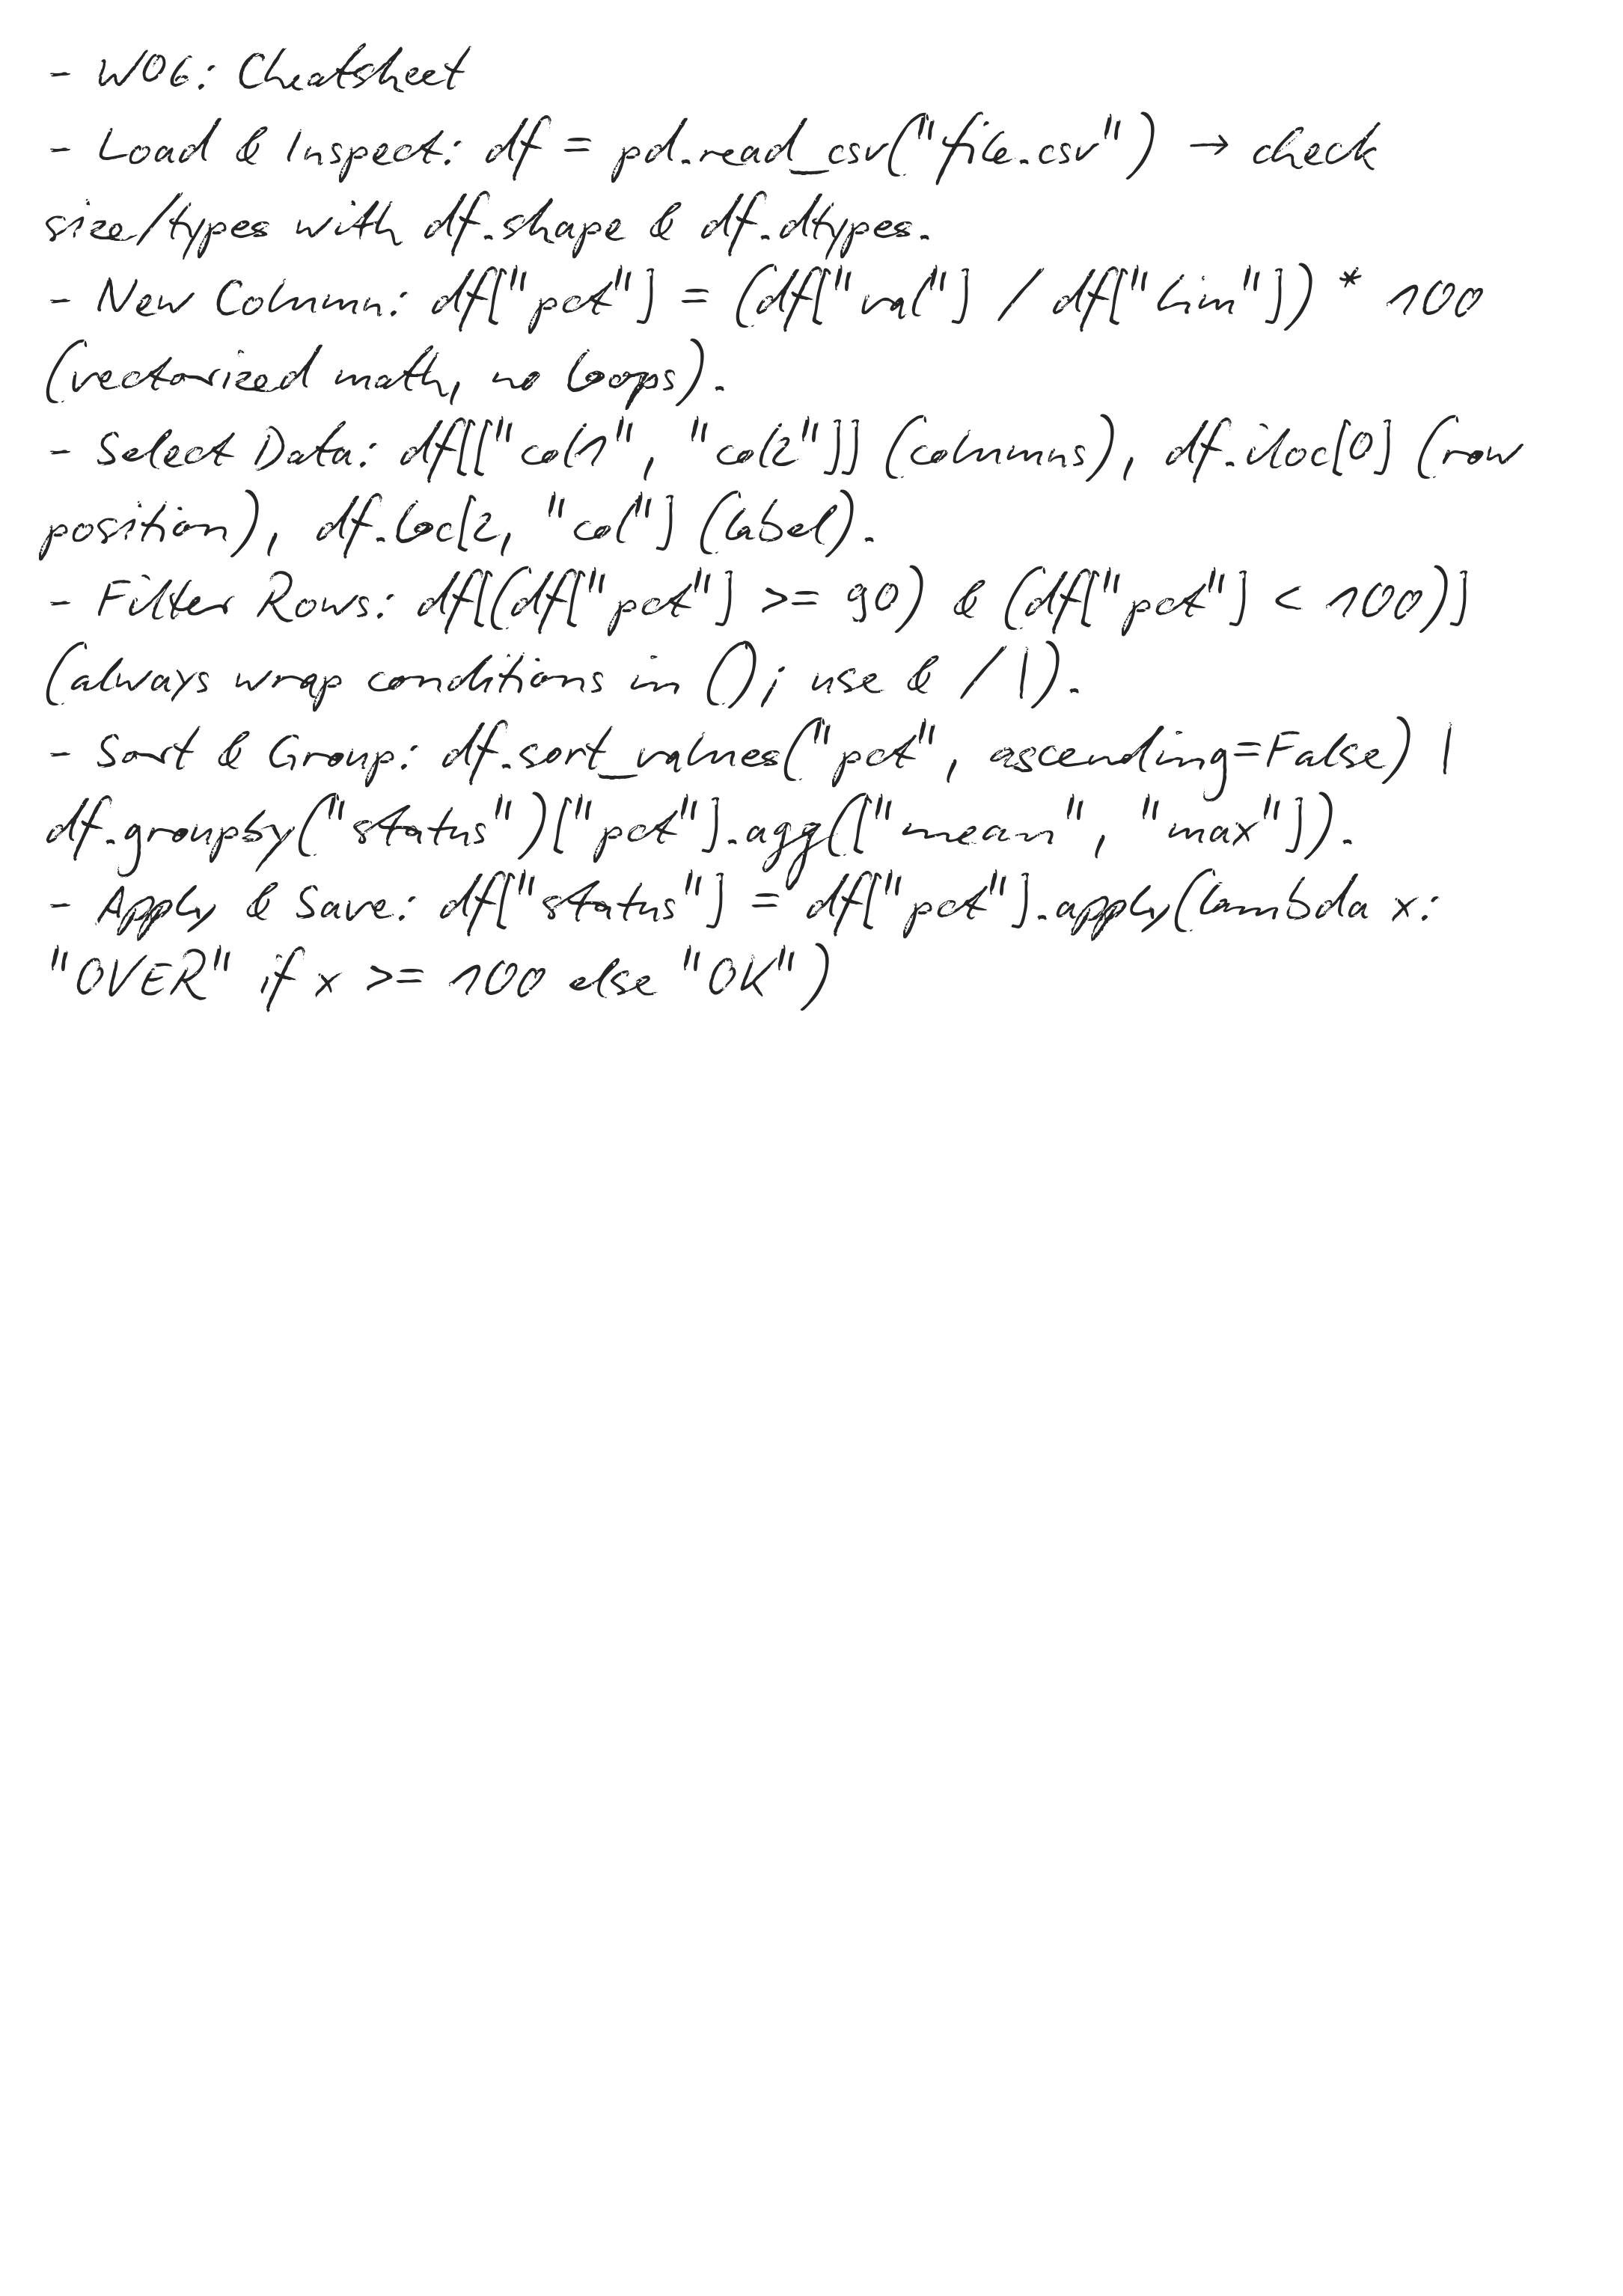 - W06: Cheatsheet
- Load & Inspect: df = pd.read_csv("file.csv") → check
size/types with df.shape & df.dtypes.
- New Column: df["pct"] = (df["val"] / df["lim"]) * 100
(vectorized math, no loops).
- Select Data: df[["col1", "col2"]] (columns), df.iloc[0] (row
position), df.loc[2, "col"] (label).
- Filter Rows: df[(df["pct"] >= 90) & (df["pct"] < 100)]
(always wrap conditions in (); use & / |).
- Sort & Group: df.sort_values("pct", ascending=False) |
df.groupby("status")["pct"].agg(["mean", "max"]).
- Apply & Save: df["status"] = df["pct"].apply(lambda x:
"OVER" if x >= 100 else "OK")